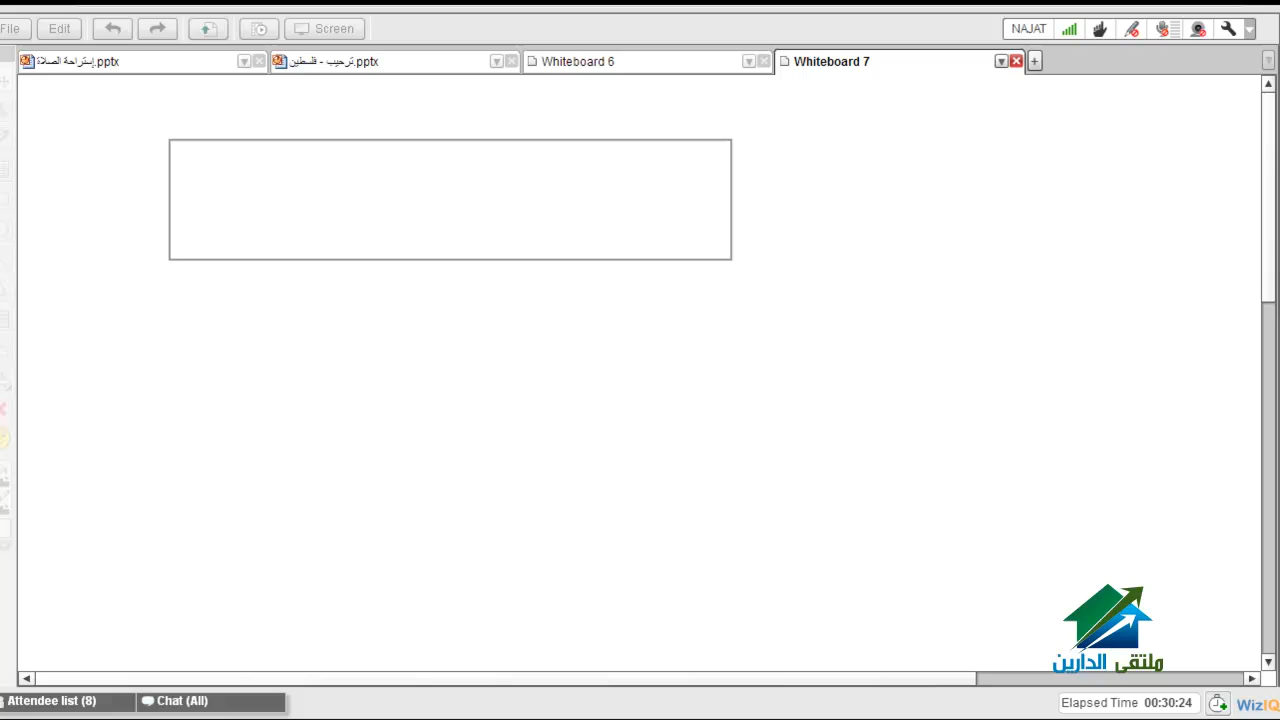 File Edit Screen NAJAT
إستراحة الصلاة.pptx ترحيب - فلسطين.pptx Whiteboard 6 Whiteboard 7
ملتقى الدارين
Attendee list (8) Chat (All) Elapsed Time 00:30:24 WizIQ